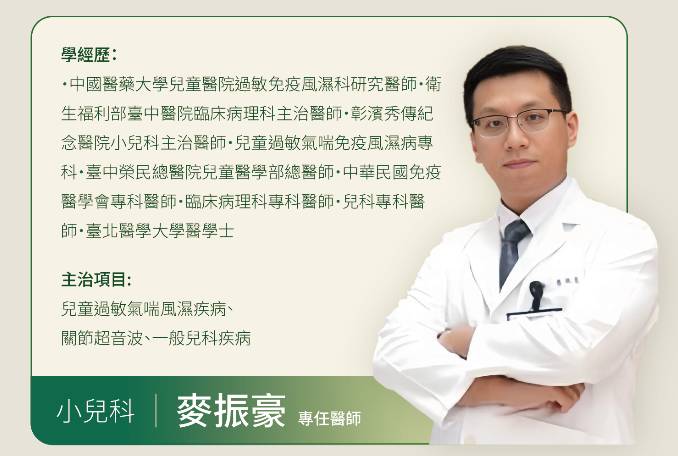 學經歷：
•中國醫藥大學兒童醫院過敏免疫風濕科研究醫師•衛
生福利部臺中醫院臨床病理科主治醫師•彰濱秀傳紀
念醫院小兒科主治醫師•兒童過敏氣喘免疫風濕病專
科•臺中榮民總醫院兒童醫學部總醫師•中華民國免疫
醫學會專科醫師•臨床病理科專科醫師•兒科專科醫
師•臺北醫學大學醫學士
主治項目：
兒童過敏氣喘風濕疾病、
關節超音波、一般兒科疾病
小兒科｜麥振豪 專任醫師